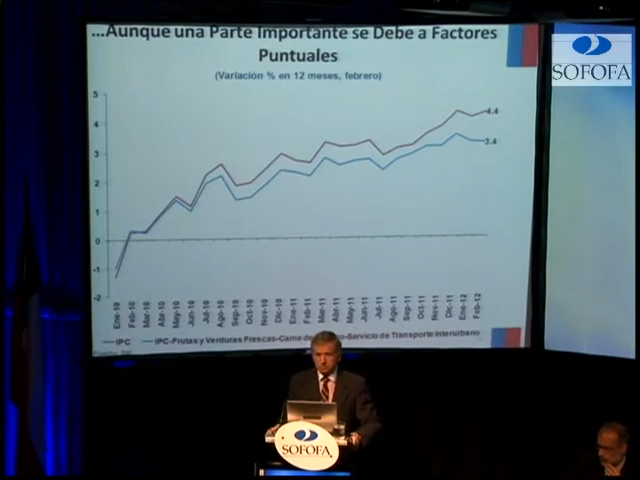 ...Aunque una Parte Importante se Debe a Factores
Puntuales
(Variación % en 12 meses, febrero)
SOFOFA
5
4
3
2
1
0
-1
-2
4.4
3.4
Ene-10
Feb-10
Mar-10
Abr-10
May-10
Jun-10
Jul-10
Ago-10
Sep-10
Oct-10
Nov-10
Dic-10
Ene-11
Feb-11
Mar-11
Abr-11
May-11
Jun-11
Jul-11
Ago-11
Sep-11
Oct-11
Nov-11
Dic-11
Ene-12
Feb-12
IPC
IPC-Frutas y Verduras Frescas-Carne de
-Servicio de Transporte Interurbano
SOFOFA